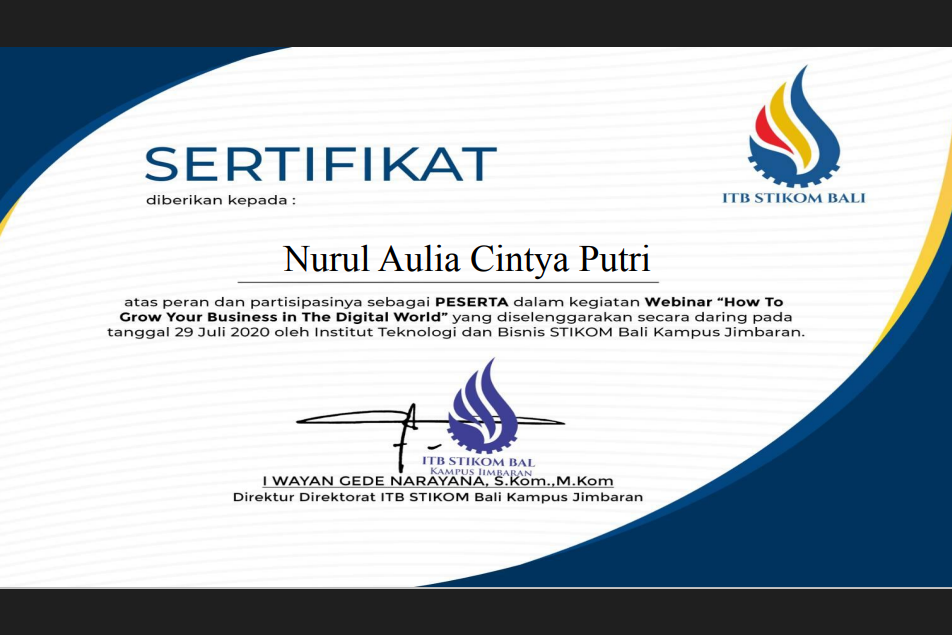 ITB STIKOM BALI
SERTIFIKAT
diberikan kepada :
Nurul Aulia Cintya Putri
atas peran dan partisipasinya sebagai PESERTA dalam kegiatan Webinar “How To
Grow Your Business in The Digital World” yang diselenggarakan secara daring pada
tanggal 29 Juli 2020 oleh Institut Teknologi dan Bisnis STIKOM Bali Kampus Jimbaran.
ITB STIKOM BAL
KAMPUS JIMBARAN
I WAYAN GEDE NARAYANA, S.Kom.,M.Kom
Direktur Direktorat ITB STIKOM Bali Kampus Jimbaran